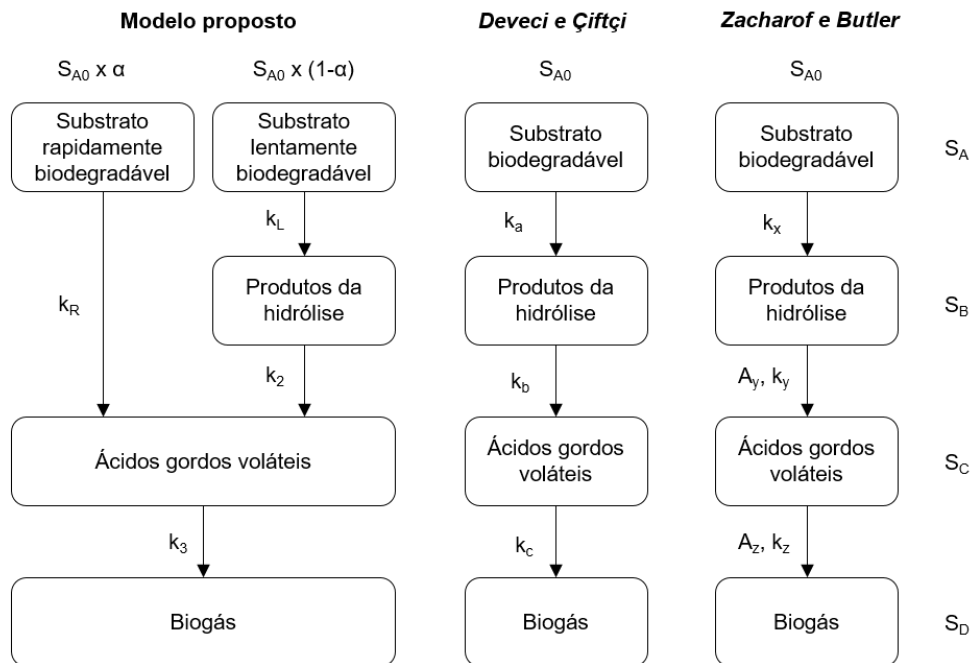 Modelo proposto
Deveci e Çiftçi
Zacharof e Butler
S_A0 x α
S_A0 x (1-α)
S_A0
S_A0
Substrato
rapidamente
biodegradável
Substrato
lentamente
biodegradável
Substrato
biodegradável
Substrato
biodegradável
S_A
k_L
k_a
k_x
k_R
Produtos da
hidrólise
Produtos da
hidrólise
Produtos da
hidrólise
S_B
k_2
k_b
A_y, k_y
Ácidos gordos voláteis
Ácidos gordos
voláteis
Ácidos gordos
voláteis
S_C
k_3
k_c
A_z, k_z
Biogás
Biogás
Biogás
S_D